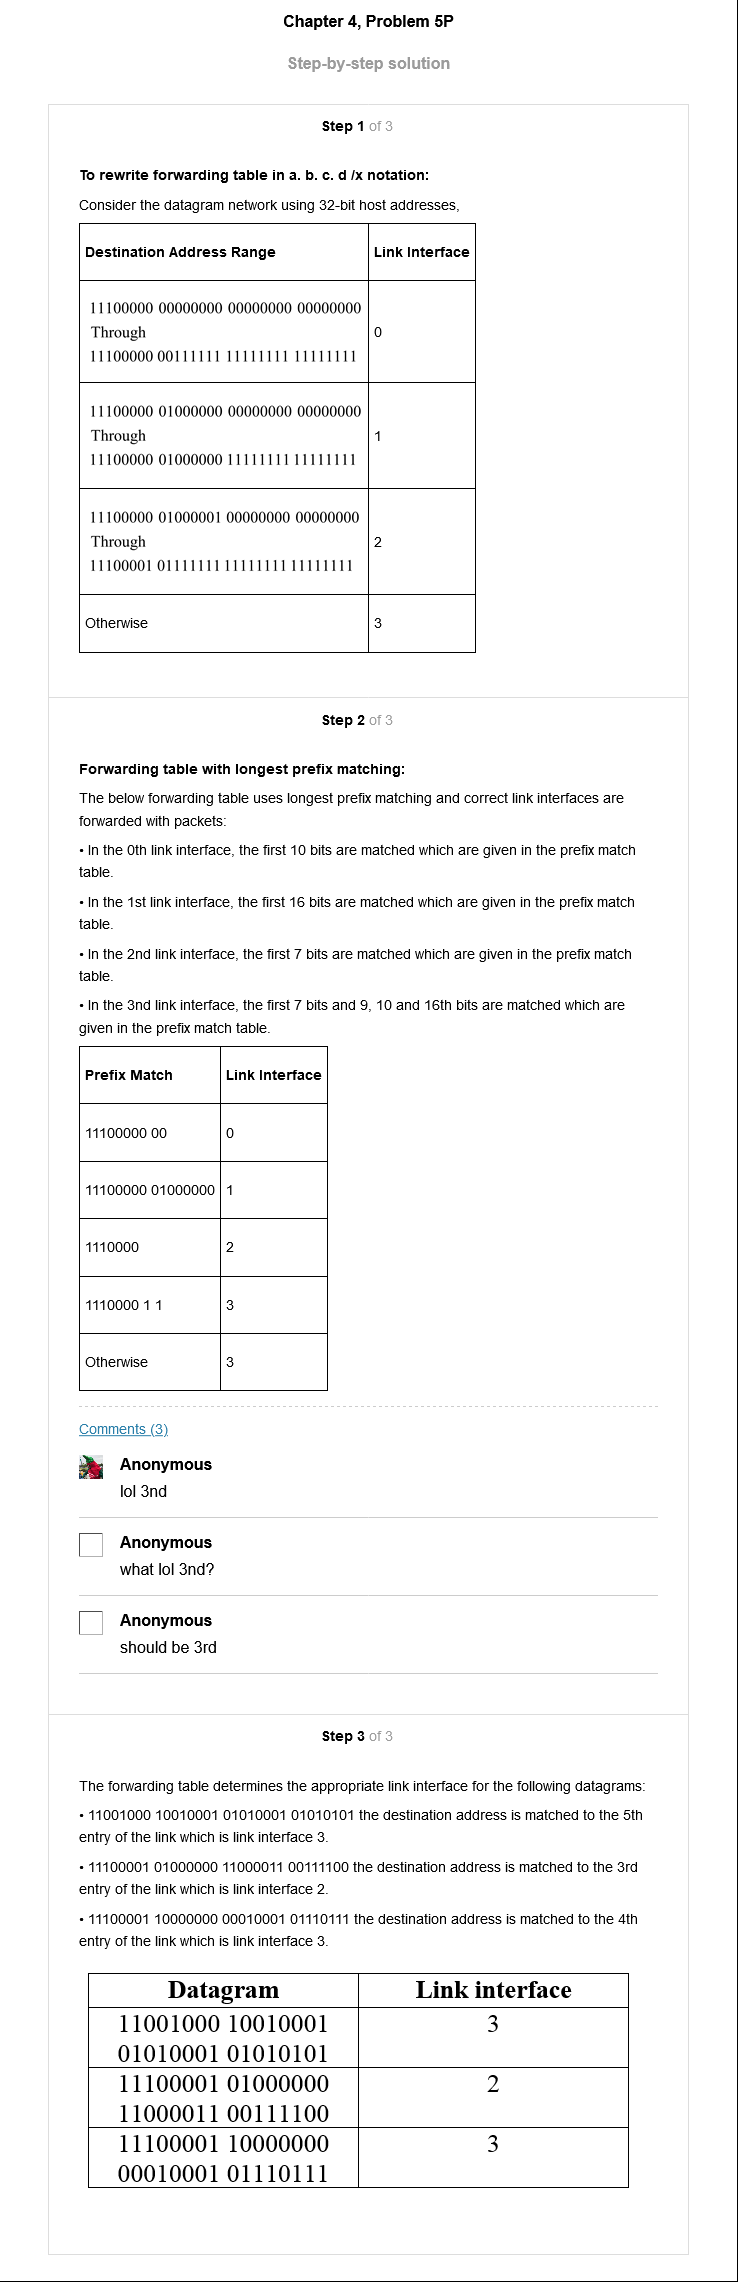 Chapter 4, Problem 5P
Step-by-step solution
Step 1 of 3
To rewrite forwarding table in a. b. c. d /x notation:
Consider the datagram network using 32-bit host addresses,
Destination Address Range Link Interface
11100000 00000000 00000000 00000000
Through
0
11100000 00111111 11111111 11111111
11100000 01000000 00000000 00000000
Through
1
11100000 01000000 11111111 11111111
11100000 01000001 00000000 00000000
Through
2
11100001 01111111 11111111 11111111
Otherwise 3
Step 2 of 3
Forwarding table with longest prefix matching:
The below forwarding table uses longest prefix matching and correct link interfaces are
forwarded with packets:
• In the 0th link interface, the first 10 bits are matched which are given in the prefix match
table.
• In the 1st link interface, the first 16 bits are matched which are given in the prefix match
table.
• In the 2nd link interface, the first 7 bits are matched which are given in the prefix match
table.
• In the 3nd link interface, the first 7 bits and 9, 10 and 16th bits are matched which are
given in the prefix match table.
Prefix Match Link Interface
11100000 00 0
11100000 01000000 1
1110000 2
1110000 1 1 3
Otherwise 3
Comments (3)
Anonymous
lol 3nd
Anonymous
what lol 3nd?
Anonymous
should be 3rd
Step 3 of 3
The forwarding table determines the appropriate link interface for the following datagrams:
• 11001000 10010001 01010001 01010101 the destination address is matched to the 5th
entry of the link which is link interface 3.
• 11100001 01000000 11000011 00111100 the destination address is matched to the 3rd
entry of the link which is link interface 2.
• 11100001 10000000 00010001 01110111 the destination address is matched to the 4th
entry of the link which is link interface 3.
Datagram Link interface
11001000 10010001 3
01010001 01010101
11100001 01000000 2
11000011 00111100
11100001 10000000 3
00010001 01110111